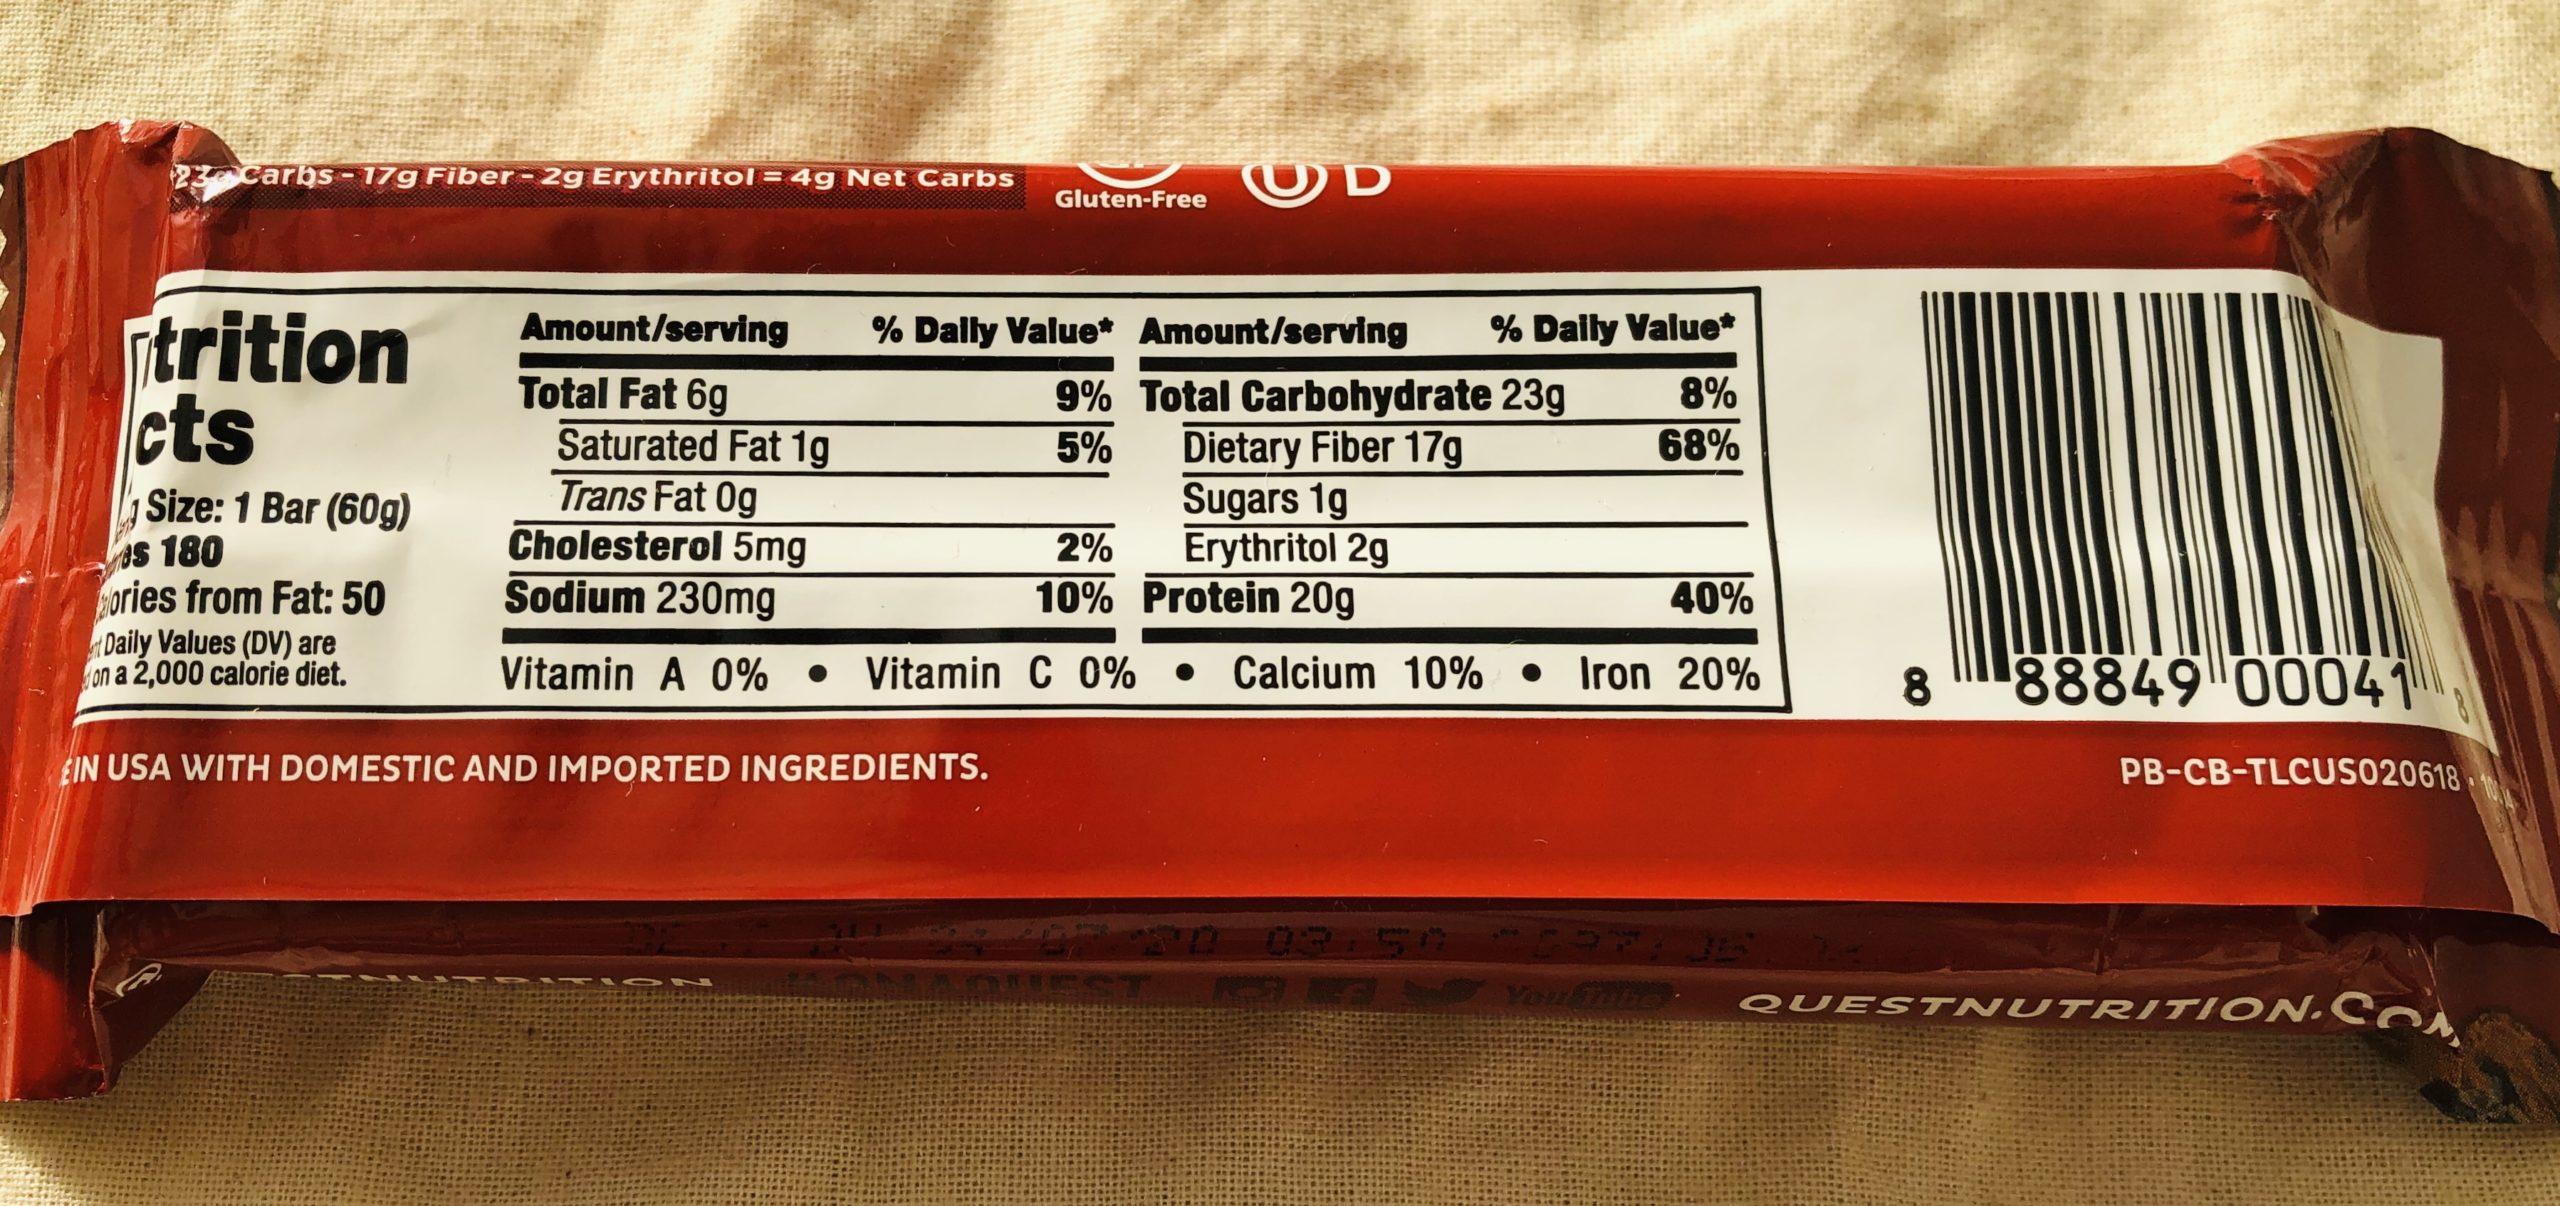 23g Carbs - 17g Fiber - 2g Erythritol = 4g Net Carbs
Gluten-Free
U D
trition
cts
Size: 1 Bar (60g)
180
from Fat: 50
Daily Values (DV) are
on a 2,000 calorie diet.
Amount/serving % Daily Value*
Total Fat 6g 9%
Saturated Fat 1g 5%
Trans Fat 0g
Cholesterol 5mg 2%
Sodium 230mg 10%
Amount/serving % Daily Value*
Total Carbohydrate 23g 8%
Dietary Fiber 17g 68%
Sugars 1g
Erythritol 2g
Protein 20g 40%
Vitamin A 0% • Vitamin C 0% • Calcium 10% • Iron 20%
8 88849 00041 8
IN USA WITH DOMESTIC AND IMPORTED INGREDIENTS.
PB-CB-TLCUS020618
YouTube
QUESTNUTRITION.COM